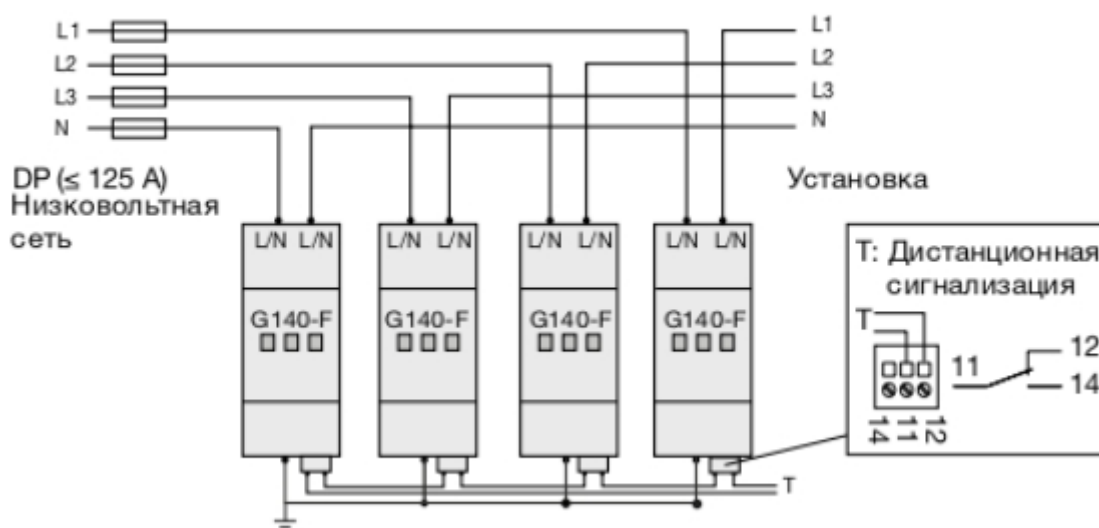 L1
L2
L3
N
L1
L2
L3
N
DP (≤ 125 A)
Низковольтная
сеть
Установка
L/N L/N
L/N L/N
L/N L/N
L/N L/N
G140-F
G140-F
G140-F
G140-F
T
T: Дистанционная
сигнализация
T
11
12
14
14 11 12